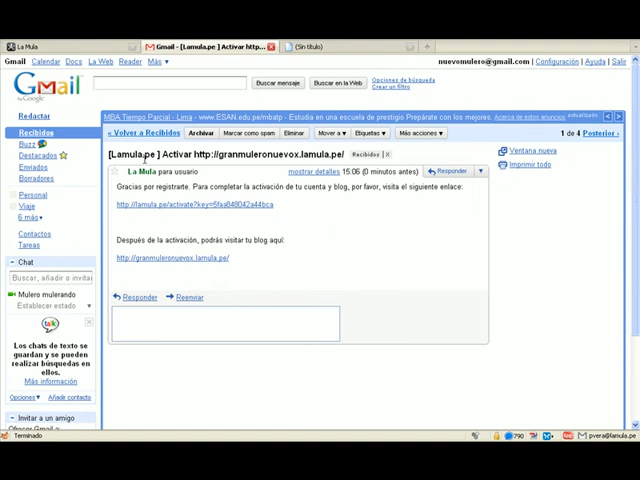 La Mula
Gmail - [Lamula.pe ] Activar http:/...
(Sin título)
Gmail Calendar Docs La Web Reader Más ▼
nuevomulero@gmail.com | Configuración | Ayuda | Salir
Gmail
by Google
Buscar mensaje
Buscar en la Web
Opciones de búsqueda
Crear un filtro
Redactar
Recibidos
Buzz
Destacados
Enviados
Borradores
Personal
Viaje
6 más▼
Contactos
Tareas
MBA Tiempo Parcial - Lima - www.ESAN.edu.pe/mbatp - Estudia en una escuela de prestigio Prepárate con los mejores. Acerca de estos anuncios actualizado
« Volver a Recibidos
Archivar
Marcar como spam
Eliminar
Mover a▼
Etiquetas ▼
Más acciones▼
1 de 4 Posterior ›
[Lamula.pe ] Activar http://granmuleronuevox.lamula.pe/
Recibidos | X
Ventana nueva
Imprimir todo
La Mula para usuario
mostrar detalles 15:06 (0 minutos antes)
Responder ▼
Gracias por registrarte. Para completar la activación de tu cuenta y blog, por favor, visita el siguiente enlace:
http://lamula.pe/activate?key=5faa848042a44bca
Después de la activación, podrás visitar tu blog aquí:
http://granmuleronuevox.lamula.pe/
Responder
Reenviar
Chat
Buscar, añadir o invitar
Mulero mulerando
Establecer estado ▼
talk
Los chats de texto se
guardan y se pueden
realizar búsquedas en
ellos.
Más información
Opciones▼ Añadir contacto
Invitar a un amigo
Terminado
790
pvera@lamula.pe